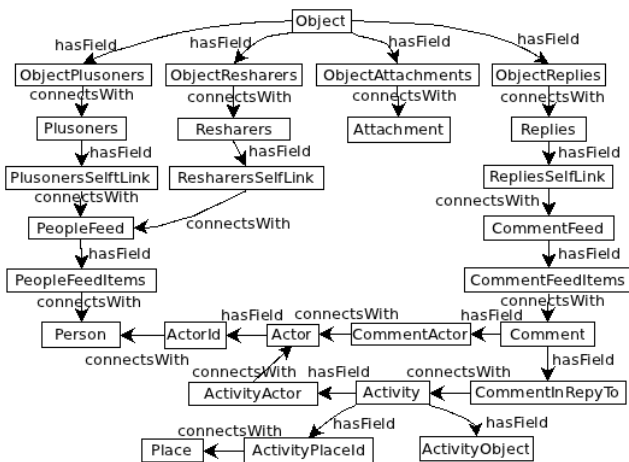 Object
hasField hasField hasField hasField
ObjectPlusoners ObjectResharers ObjectAttachments ObjectReplies
connectsWith connectsWith connectsWith connectsWith
Plusoners Resharers Attachment Replies
hasField hasField hasField
PlusonersSelftLink ResharersSelfLink RepliesSelfLink
connectsWith connectsWith
PeopleFeed connectsWith CommentFeed
hasField hasField
PeopleFeedItems CommentFeedItems
connectsWith hasField connectsWith connectsWith
Person ActorId Actor CommentActor Comment
connectsWith hasField hasField
connectsWith connectsWith
ActivityActor Activity CommentInRepyTo
hasField hasField
connectsWith
Place ActivityPlaceId ActivityObject